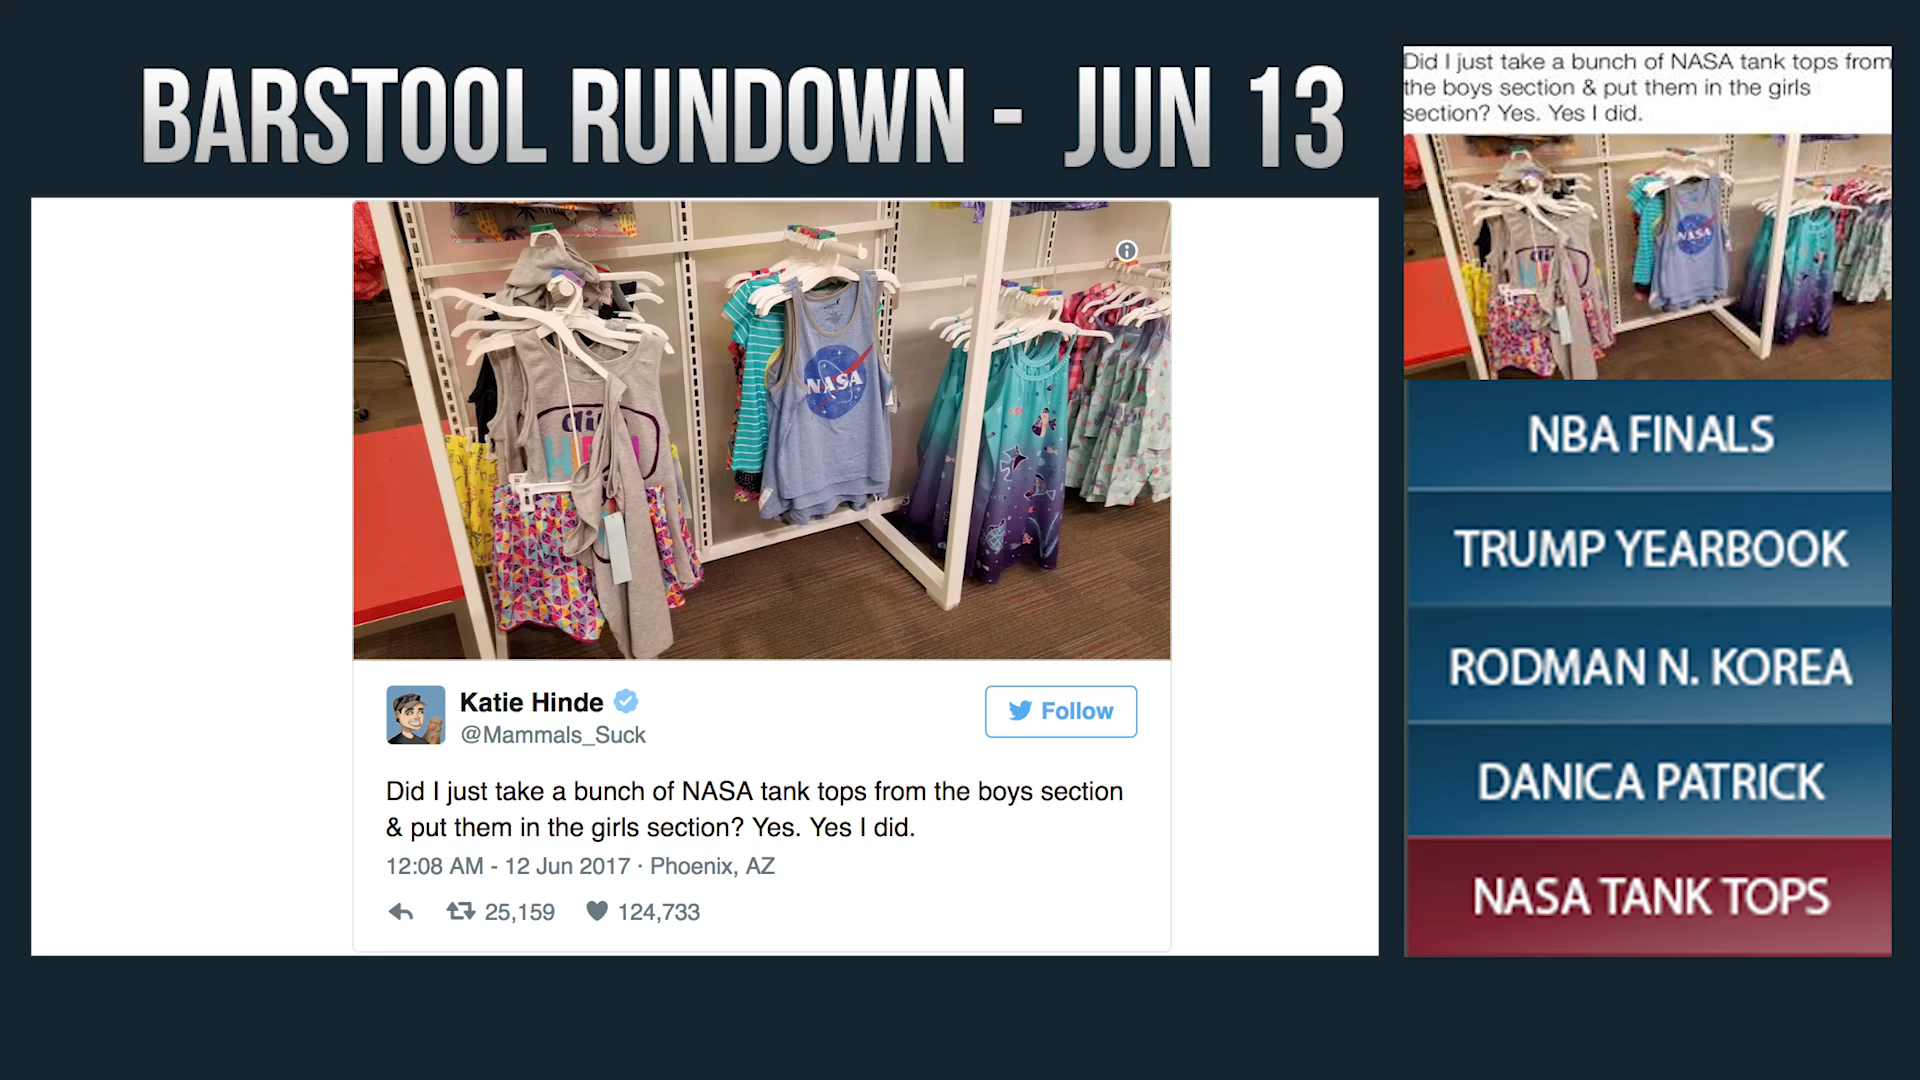 BARSTOOL RUNDOWN - JUN 13
NASA
Katie Hinde
@Mammals_Suck
Follow
Did I just take a bunch of NASA tank tops from the boys section
& put them in the girls section? Yes. Yes I did.
12:08 AM - 12 Jun 2017 · Phoenix, AZ
25,159
124,733
Did I just take a bunch of NASA tank tops from
the boys section & put them in the girls
section? Yes. Yes I did.
NASA
NBA FINALS
TRUMP YEARBOOK
RODMAN N. KOREA
DANICA PATRICK
NASA TANK TOPS